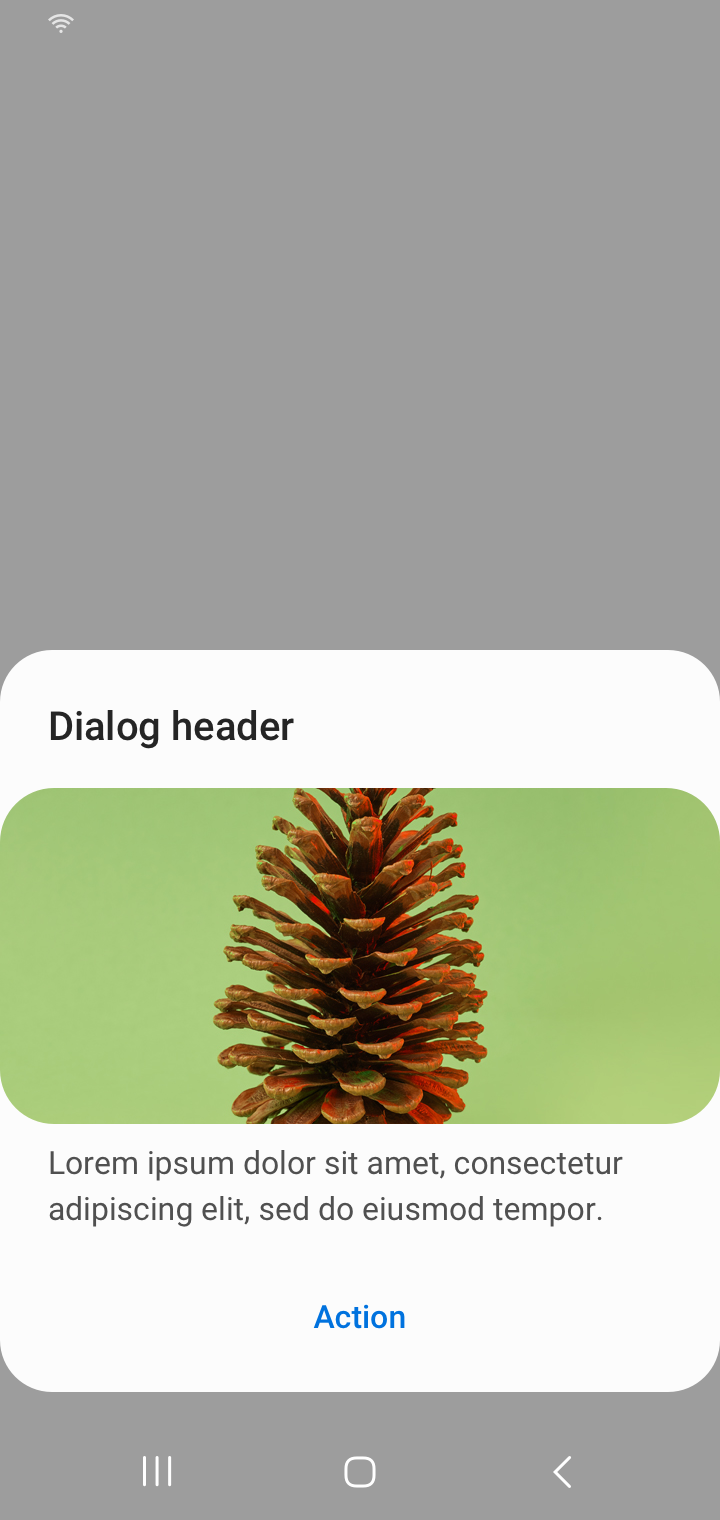 Dialog header
Lorem ipsum dolor sit amet, consectetur
adipiscing elit, sed do eiusmod tempor.
Action